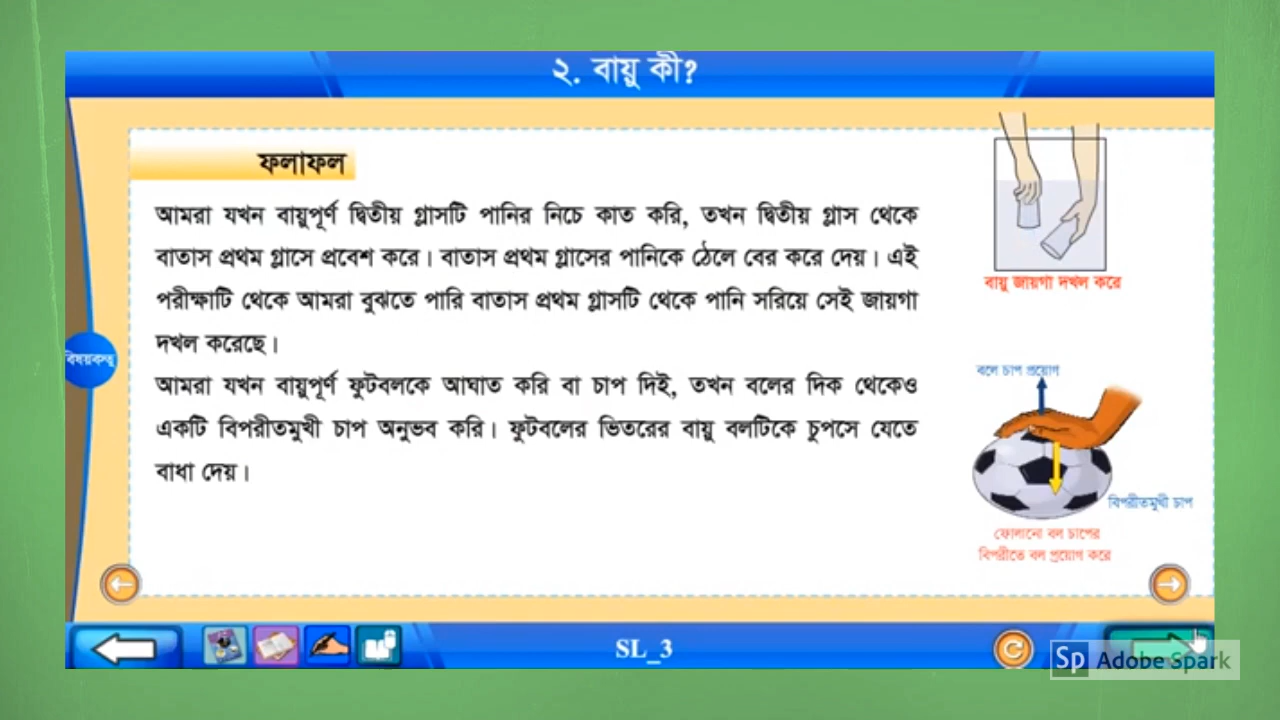 ২. বায়ু কী?
ফলাফল
আমরা যখন বায়ুপূর্ণ দ্বিতীয় গ্লাসটি পানির নিচে কাত করি, তখন দ্বিতীয় গ্লাস থেকে
বাতাস প্রথম গ্লাসে প্রবেশ করে। বাতাস প্রথম গ্লাসের পানিকে ঠেলে বের করে দেয়। এই
পরীক্ষাটি থেকে আমরা বুঝতে পারি বাতাস প্রথম গ্লাসটি থেকে পানি সরিয়ে সেই জায়গা
দখল করেছে।
আমরা যখন বায়ুপূর্ণ ফুটবলকে আঘাত করি বা চাপ দিই, তখন বলের দিক থেকেও
একটি বিপরীতমুখী চাপ অনুভব করি। ফুটবলের ভিতরের বায়ু বলটিকে চুপসে যেতে
বাধা দেয়।
বায়ু জায়গা দখল করে
বলে চাপ প্রয়োগ
বিপরীতমুখী চাপ
ফোলানো বল চাপের
বিপরীতে বল প্রয়োগ করে
বিষয়বস্তু
SL_3
Sp Adobe Spark